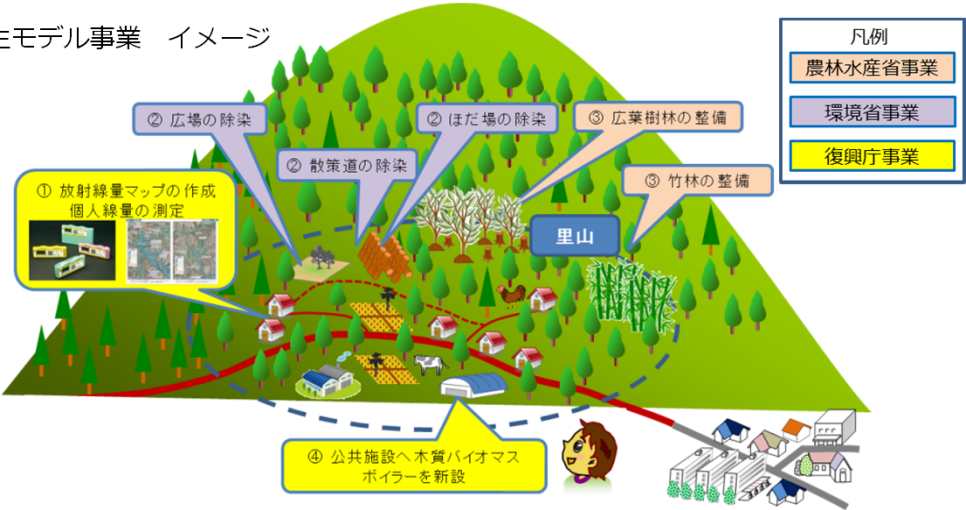 モデル事業　イメージ
凡例
農林水産省事業
環境省事業
復興庁事業
② 広場の除染
② ほだ場の除染
③ 広葉樹林の整備
② 散策道の除染
③ 竹林の整備
① 放射線量マップの作成
個人線量の測定
里山
④ 公共施設へ木質バイオマス
ボイラーを新設